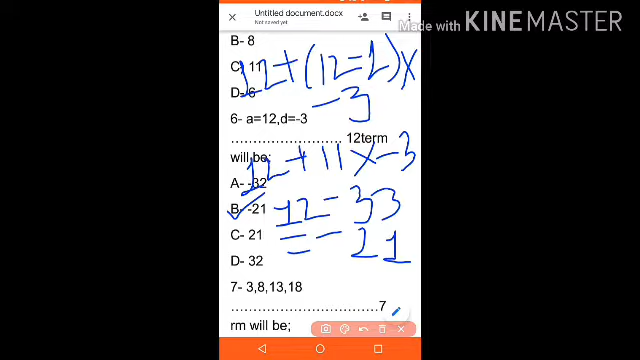 Untitled document.docx
Not saved yet
Made with KINEMASTER
B- 8
C- 11
12+(12=1)x
D- 6
-3
6- a=12,d=-3
................................. 12term
will be;
12+11x-3
A- -32
B- -21
12-33
C- 21
=-21
D- 32
7- 3,8,13,18
....................................7
rm will be;